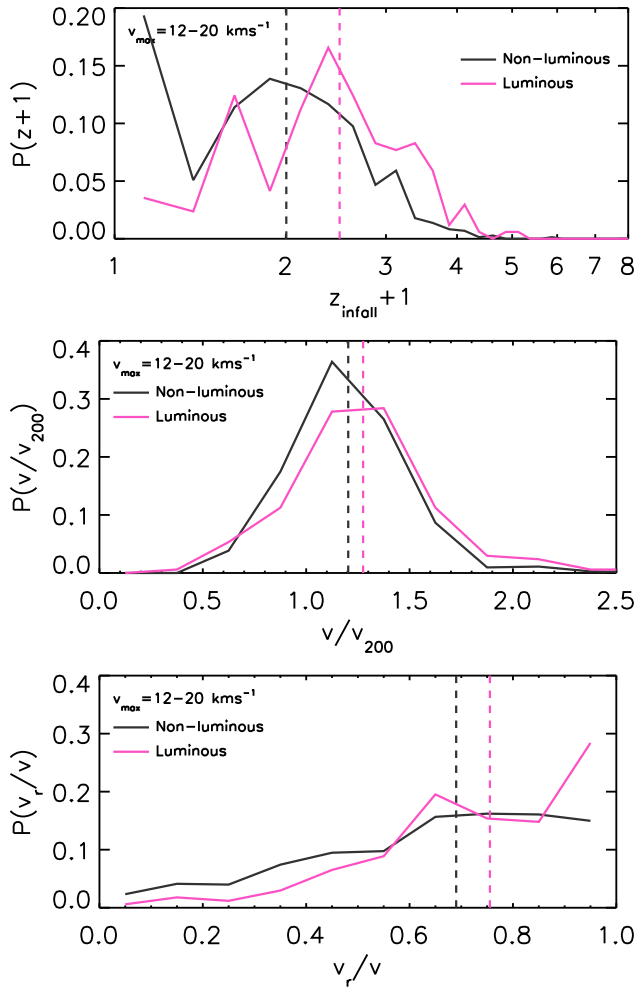 0.20
0.15
0.10
0.05
0.00
P(z+1)
v_max=12−20 kms⁻¹
Non−luminous
Luminous
1 2 3 4 5 6 7 8
z_infall+1
0.4
0.3
0.2
0.1
0.0
P(v/v_200)
v_max=12−20 kms⁻¹
Non−luminous
Luminous
0.0 0.5 1.0 1.5 2.0 2.5
v/v_200
0.4
0.3
0.2
0.1
0.0
P(v_r/v)
v_max=12−20 kms⁻¹
Non−luminous
Luminous
0.0 0.2 0.4 0.6 0.8 1.0
v_r/v